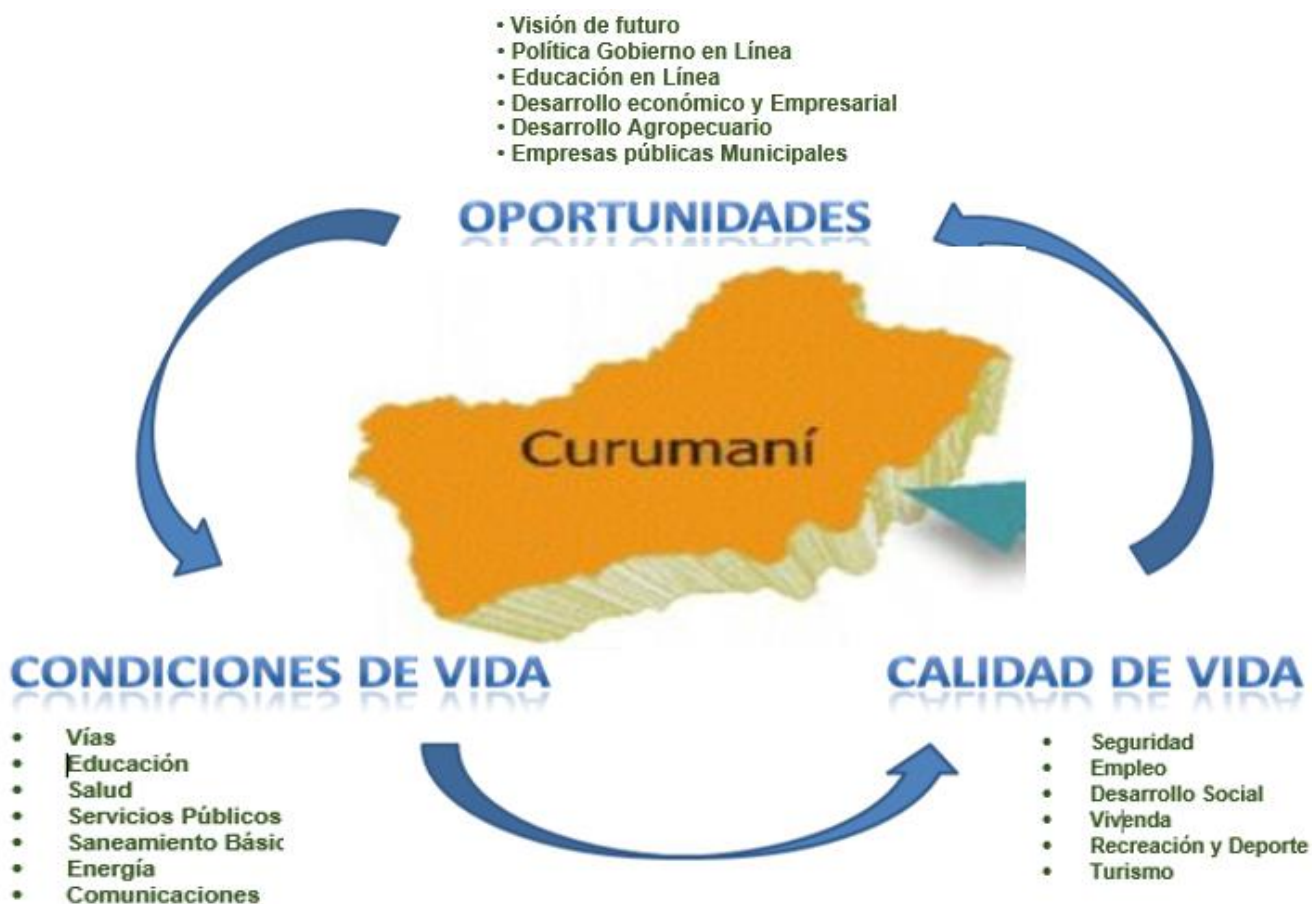 • Visión de futuro
• Política Gobierno en Línea
• Educación en Línea
• Desarrollo económico y Empresarial
• Desarrollo Agropecuario
• Empresas públicas Municipales
OPORTUNIDADES
Curumaní
CONDICIONES DE VIDA
• Vías
• Educación
• Salud
• Servicios Públicos
• Saneamiento Básic
• Energía
• Comunicaciones
CALIDAD DE VIDA
• Seguridad
• Empleo
• Desarrollo Social
• Vivenda
• Recreación y Deporte
• Turismo